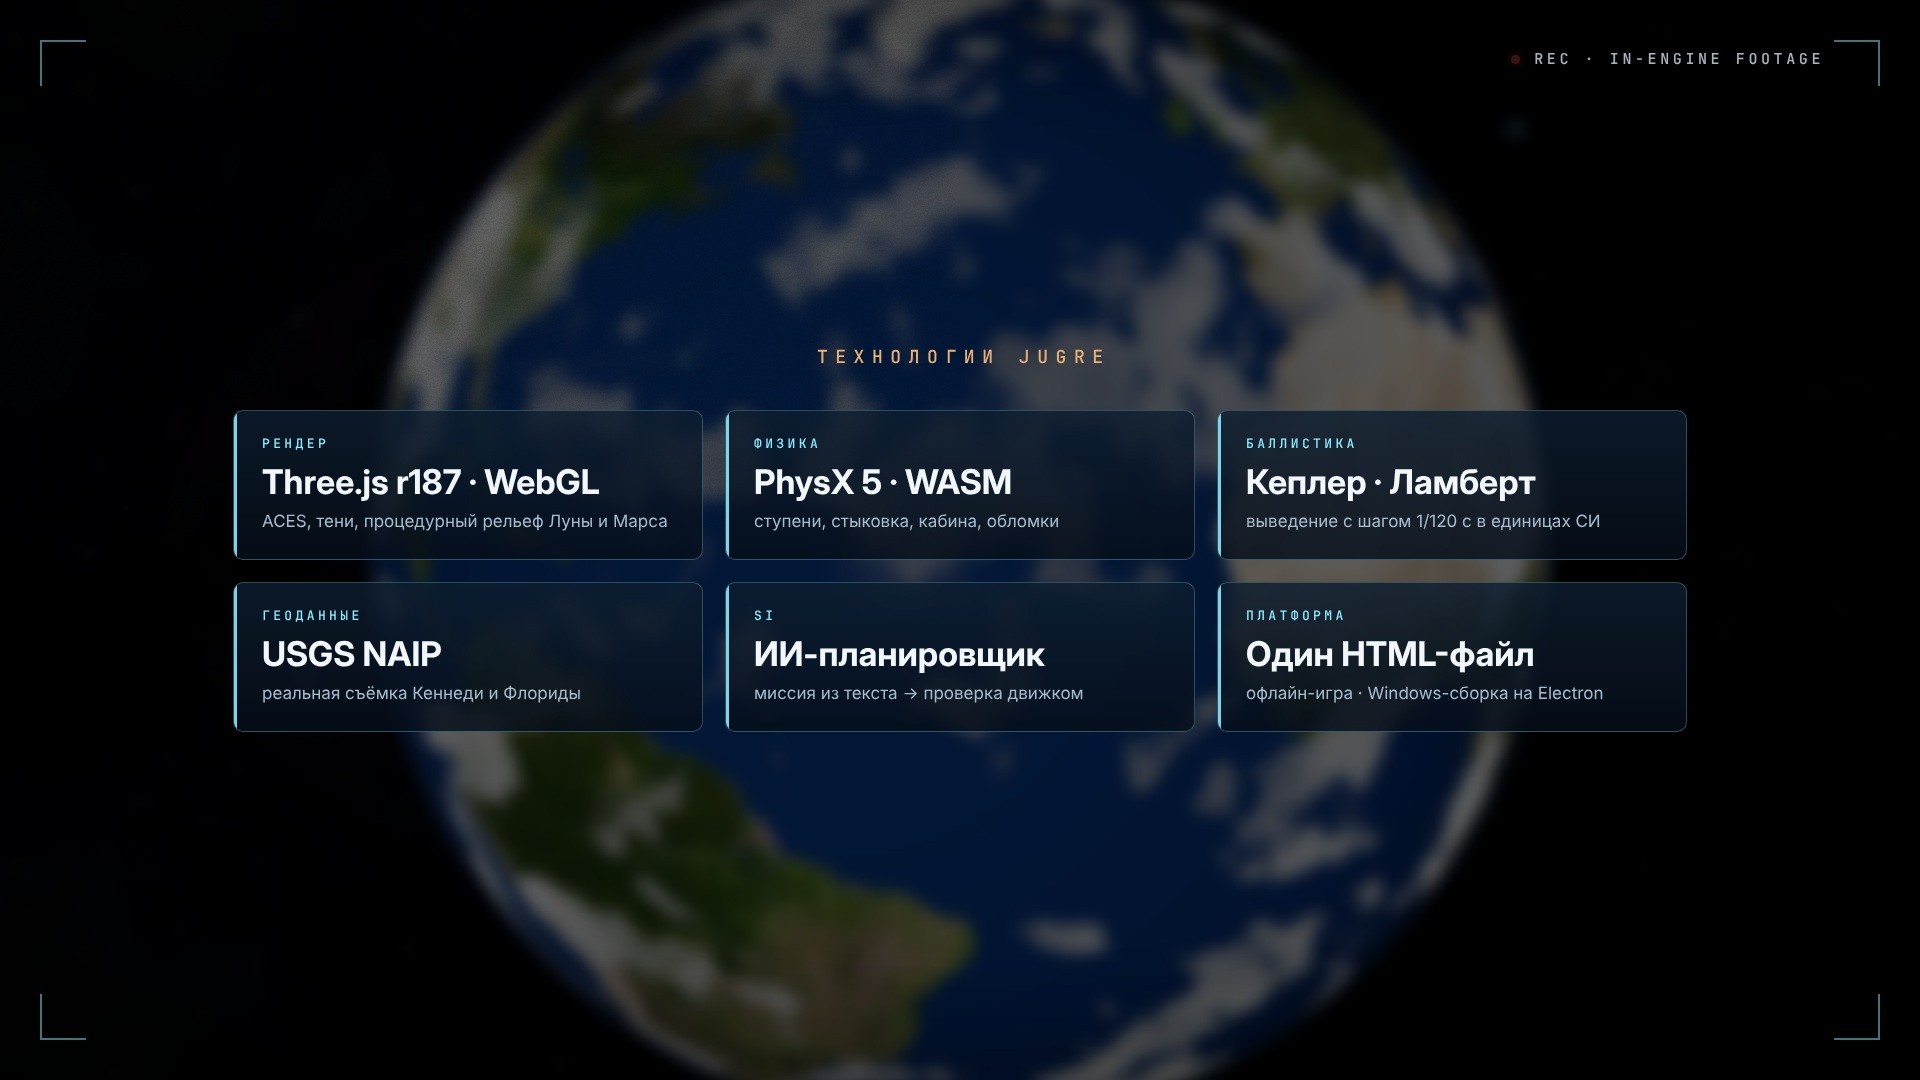 REC · IN-ENGINE FOOTAGE
ТЕХНОЛОГИИ JUGRE
РЕНДЕР
Three.js r187 · WebGL
ACES, тени, процедурный рельеф Луны и Марса
ФИЗИКА
PhysX 5 · WASM
ступени, стыковка, кабина, обломки
БАЛЛИСТИКА
Кеплер · Ламберт
выведение с шагом 1/120 с в единицах СИ
ГЕОДАННЫЕ
USGS NAIP
реальная съёмка Кеннеди и Флориды
SI
ИИ-планировщик
миссия из текста → проверка движком
ПЛАТФОРМА
Один HTML-файл
офлайн-игра · Windows-сборка на Electron